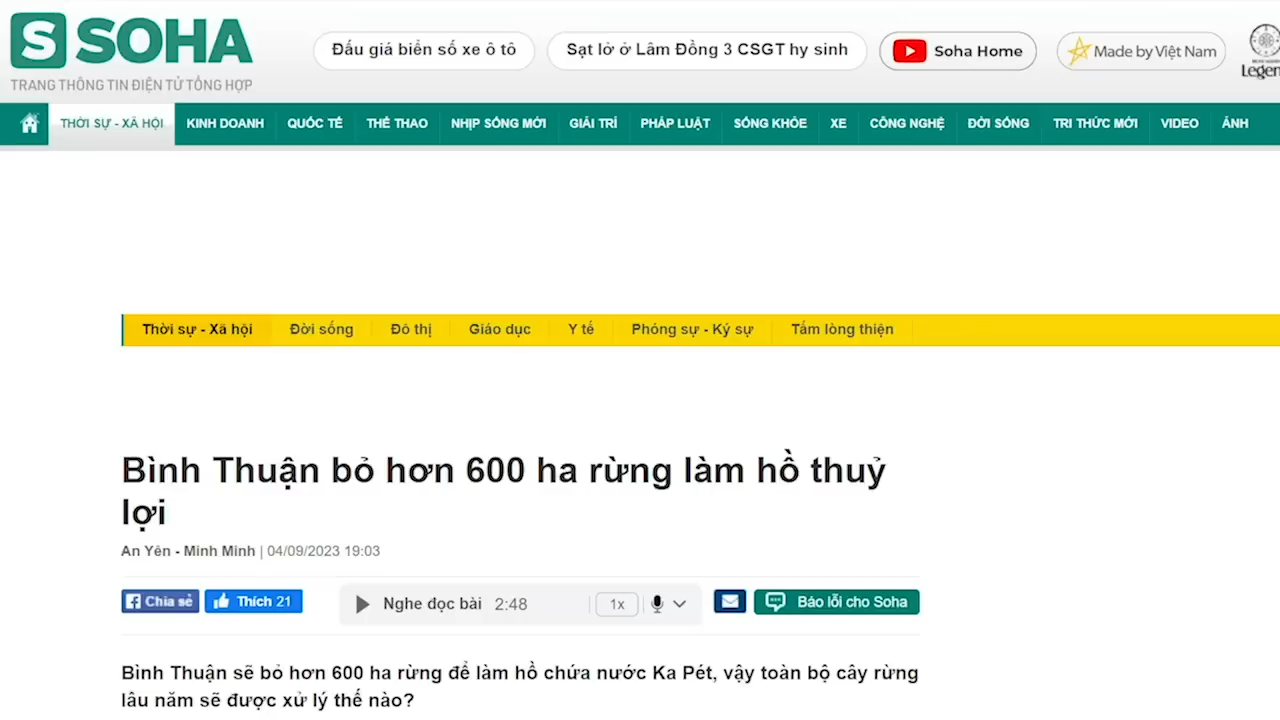 SOHA
TRANG THÔNG TIN ĐIỆN TỬ TỔNG HỢP
Đấu giá biển số xe ô tô
Sạt lở ở Lâm Đồng 3 CSGT hy sinh
Soha Home
Made by Việt Nam
Legen
THỜI SỰ - XÃ HỘI KINH DOANH QUỐC TẾ THỂ THAO NHỊP SỐNG MỚI GIẢI TRÍ PHÁP LUẬT SỐNG KHỎE XE CÔNG NGHỆ ĐỜI SỐNG TRI THỨC MỚI VIDEO ẢNH
Thời sự - Xã hội Đời sống Đô thị Giáo dục Y tế Phóng sự - Ký sự Tấm lòng thiện
Bình Thuận bỏ hơn 600 ha rừng làm hồ thuỷ
lợi
An Yên - Minh Minh | 04/09/2023 19:03
Chia sẻ Thích 21 Nghe đọc bài 2:48 1x Báo lỗi cho Soha
Bình Thuận sẽ bỏ hơn 600 ha rừng để làm hồ chứa nước Ka Pét, vậy toàn bộ cây rừng
lâu năm sẽ được xử lý thế nào?